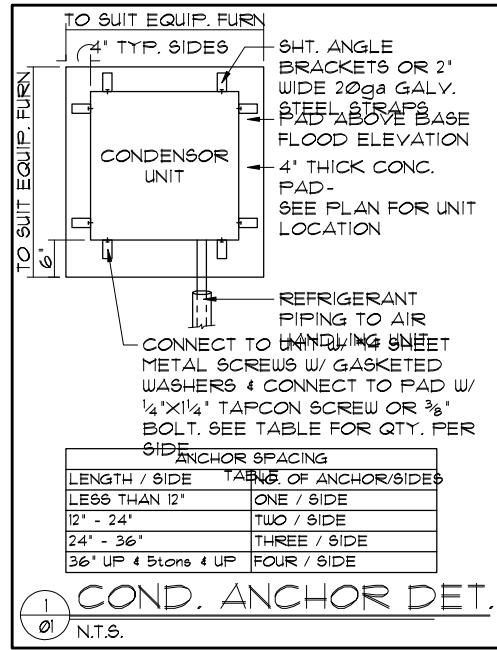 TO SUIT EQUIP. FURN
4" TYP. SIDES
TO SUIT EQUIP. FURN
6"
CONDENSOR
UNIT
SHT. ANGLE
BRACKETS OR 2"
WIDE 20ga GALV.
STEEL STRAPS
PAD ABOVE BASE
FLOOD ELEVATION
4" THICK CONC.
PAD-
SEE PLAN FOR UNIT
LOCATION
REFRIGERANT
PIPING TO AIR
HANDLING UNIT
CONNECT TO UNIT W/ #14 SHEET
METAL SCREWS W/ GASKETED
WASHERS & CONNECT TO PAD W/
1/4"X1 1/4" TAPCON SCREW OR 3/8"
BOLT. SEE TABLE FOR QTY. PER
SIDE
ANCHOR SPACING
TABLE
LENGTH / SIDE NO. OF ANCHOR/SIDES
LESS THAN 12" ONE / SIDE
12" - 24" TWO / SIDE
24" - 36" THREE / SIDE
36" UP & 5tons & UP FOUR / SIDE
1
01
COND. ANCHOR DET.
N.T.S.